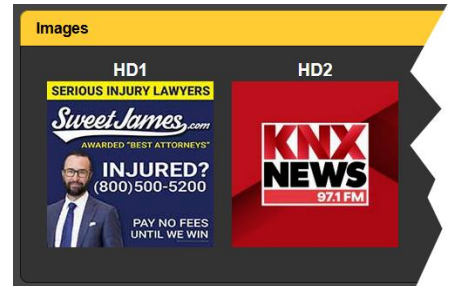 Images
HD1
SERIOUS INJURY LAWYERS
SweetJames.com
AWARDED "BEST ATTORNEYS"
INJURED?
(800)500-5200
PAY NO FEES
UNTIL WE WIN
HD2
KNX
NEWS
97.1 FM